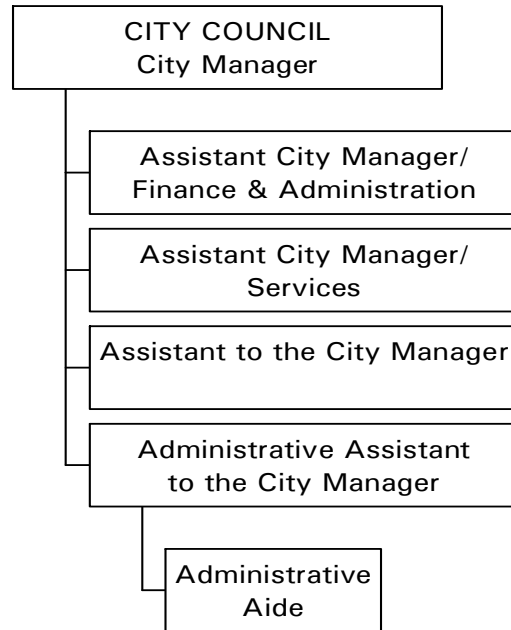 CITY COUNCIL
City Manager
Assistant City Manager/
Finance & Administration
Assistant City Manager/
Services
Assistant to the City Manager
Administrative Assistant
to the City Manager
Administrative
Aide